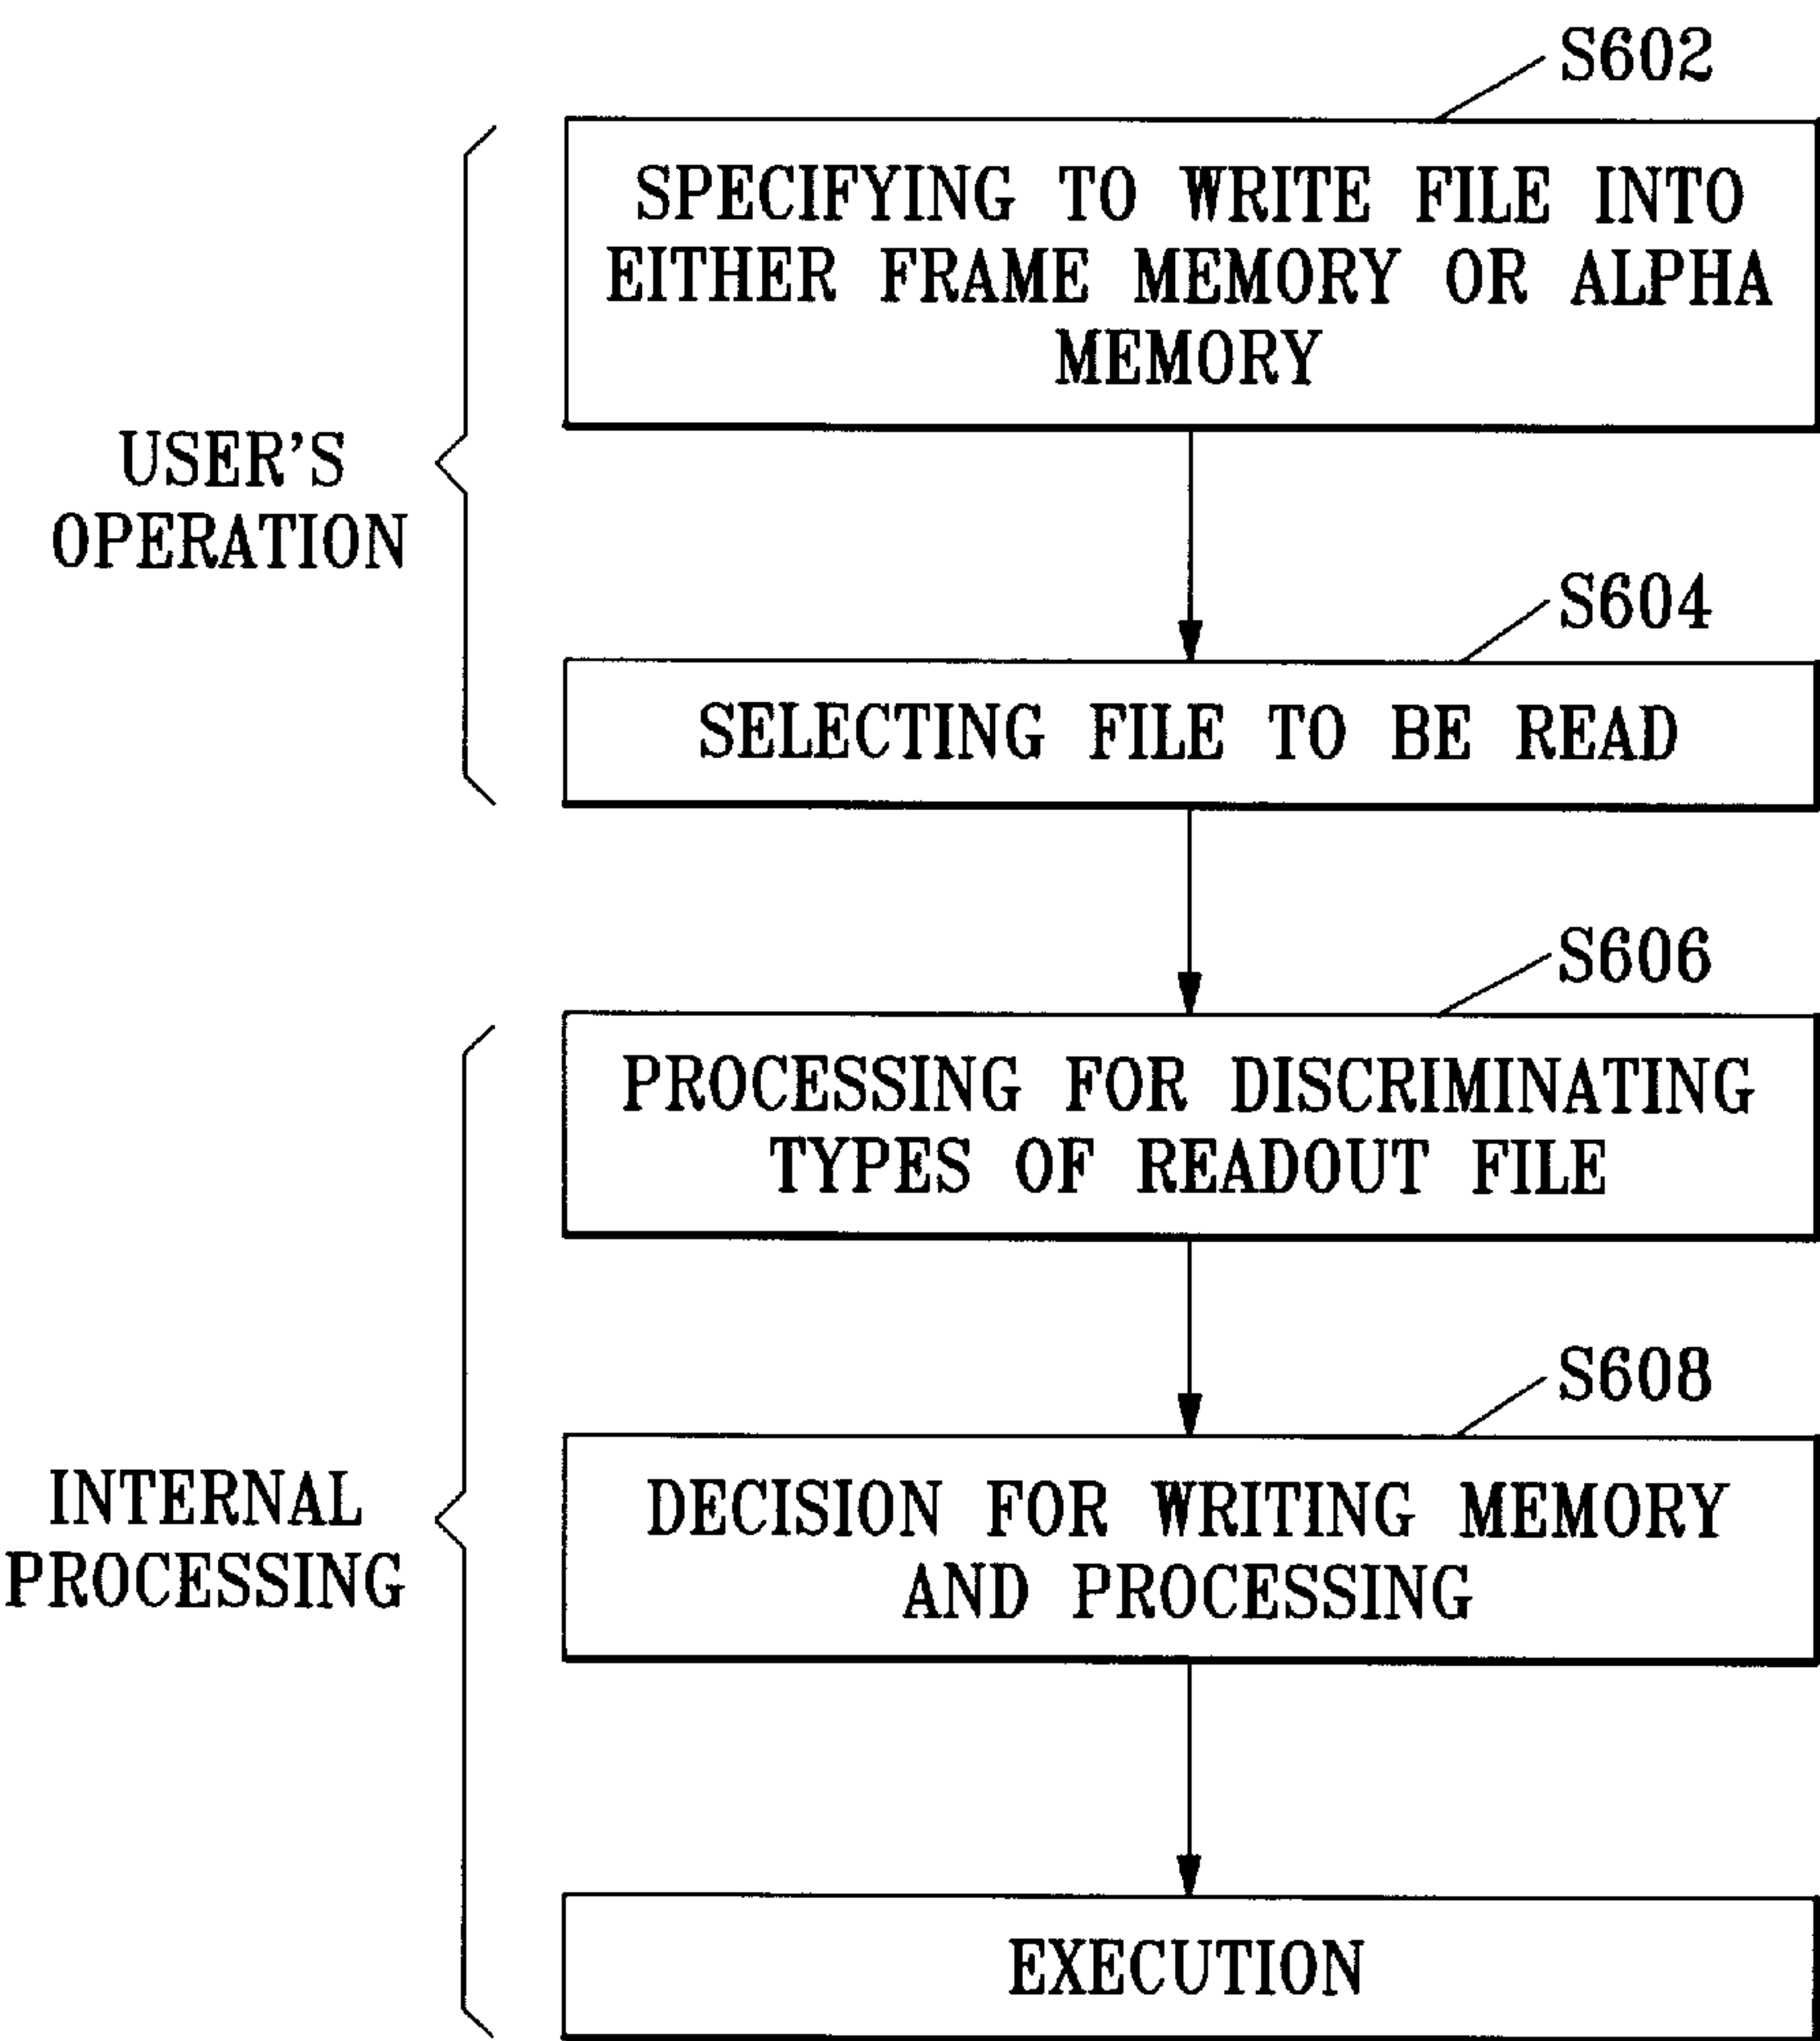 S602
SPECIFYING TO WRITE FILE INTO
EITHER FRAME MEMORY OR ALPHA
MEMORY
USER'S
OPERATION
S604
SELECTING FILE TO BE READ
S606
PROCESSING FOR DISCRIMINATING
TYPES OF READOUT FILE
S608
DECISION FOR WRITING MEMORY
AND PROCESSING
INTERNAL
PROCESSING
EXECUTION